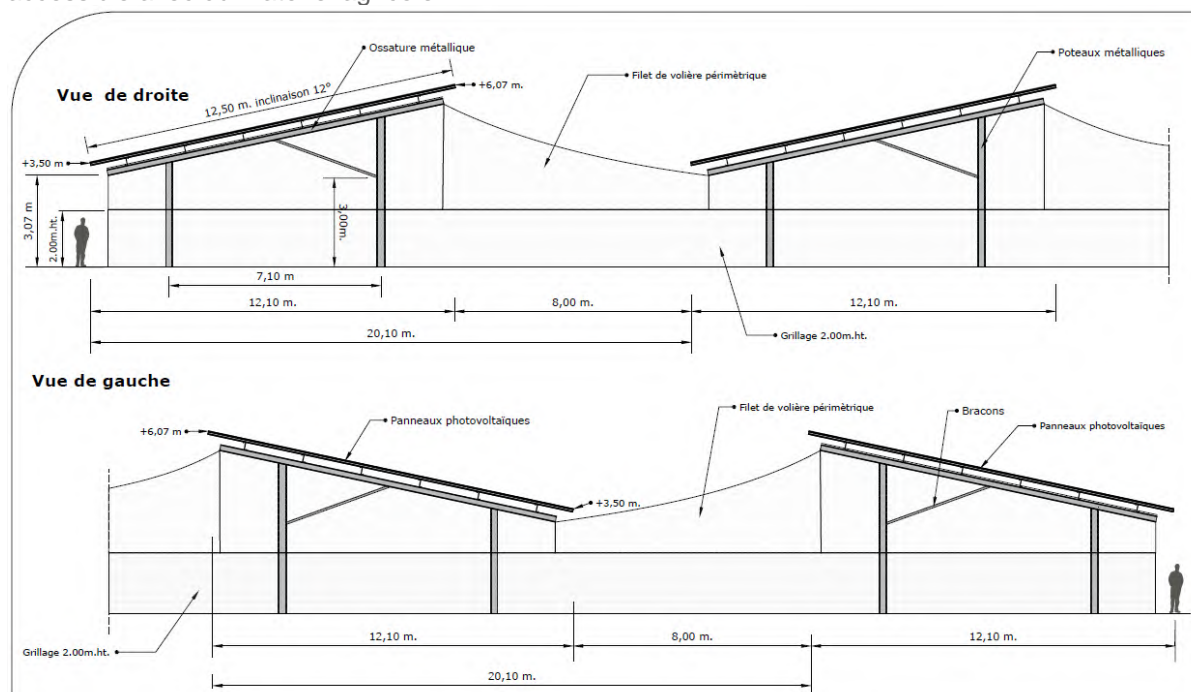 Ossature métallique
Poteaux métalliques
Filet de volière périmètrique
Vue de droite
12,50 m. inclinaison 12°
+6,07 m.
+3,50 m
3,07 m
2.00m.ht.
3,00m.
7,10 m
12,10 m.
8,00 m.
12,10 m.
20,10 m.
Grillage 2.00m.ht.
Vue de gauche
+6,07 m
Panneaux photovoltaïques
Filet de volière périmètrique
Bracons
Panneaux photovoltaïques
+3,50 m.
12,10 m.
8,00 m.
12,10 m.
Grillage 2.00m.ht.
20,10 m.